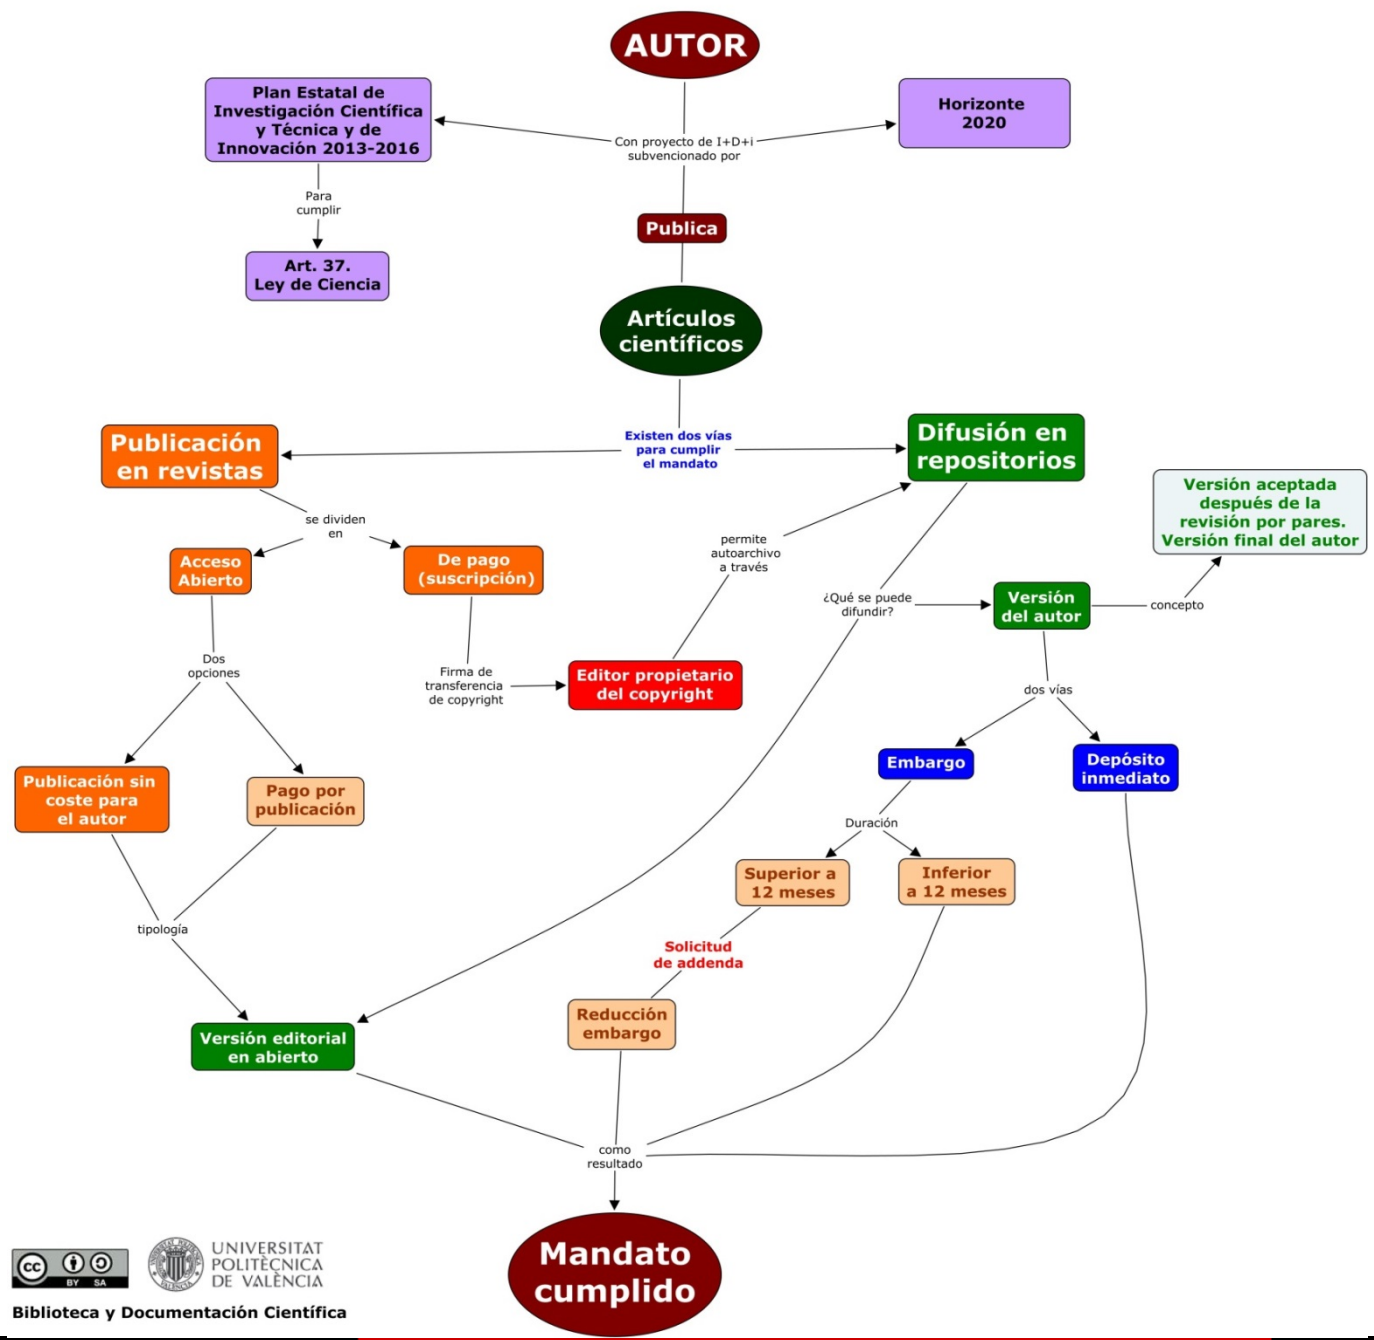 AUTOR
Plan Estatal de
Investigación Científica
y Técnica y de
Innovación 2013-2016
Horizonte
2020
Con proyecto de I+D+i
subvencionado por
Para
cumplir
Publica
Art. 37.
Ley de Ciencia
Artículos
científicos
Existen dos vías
para cumplir
el mandato
Publicación
en revistas
Difusión en
repositorios
Versión aceptada
después de la
revisión por pares.
Versión final del autor
se dividen
en
permite
autoarchivo
a través
Acceso
Abierto
De pago
(suscripción)
¿Qué se puede
difundir?
Versión
del autor
concepto
Dos
opciones
Firma de
transferencia
de copyright
Editor propietario
del copyright
dos vías
Embargo
Depósito
inmediato
Publicación sin
coste para
el autor
Pago por
publicación
Duración
Superior a
12 meses
Inferior
a 12 meses
tipología
Solicitud
de addenda
Reducción
embargo
Versión editorial
en abierto
como
resultado
Mandato
cumplido
cc
BY SA
UNIVERSITAT
POLITÈCNICA
DE VALÈNCIA
Biblioteca y Documentación Científica